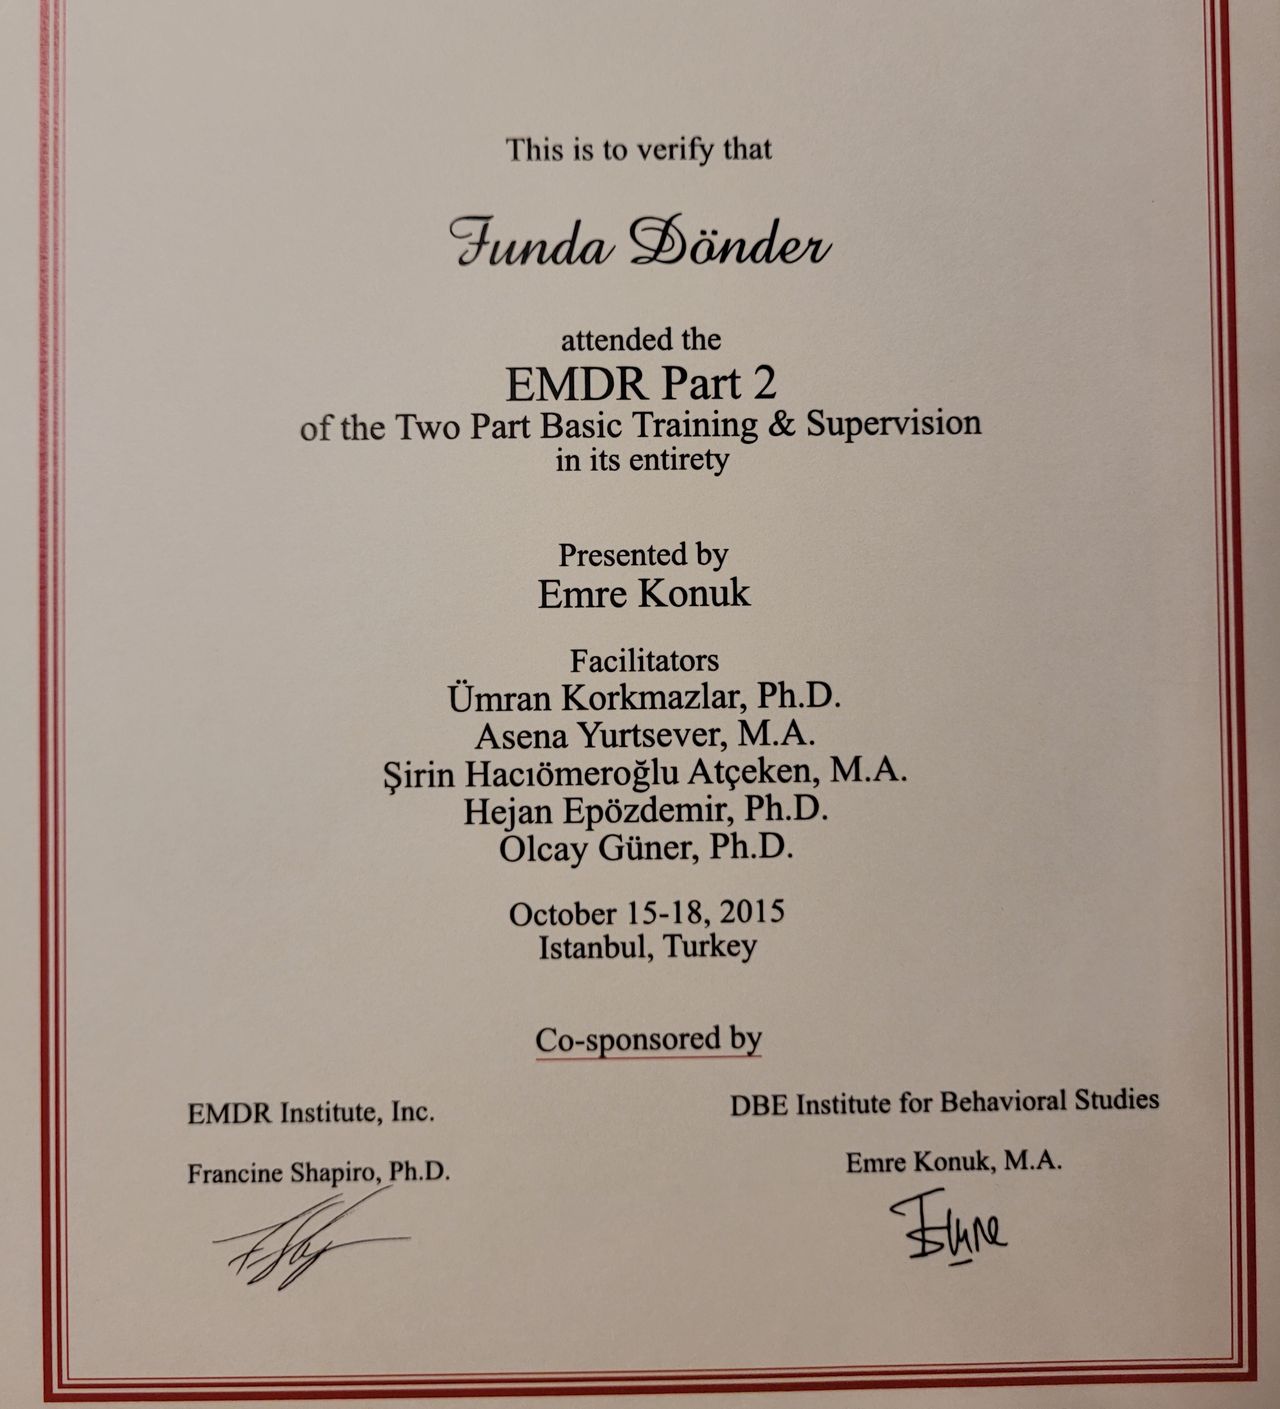 This is to verify that
Funda Dönder
attended the
EMDR Part 2
of the Two Part Basic Training & Supervision
in its entirety
Presented by
Emre Konuk
Facilitators
Ümran Korkmazlar, Ph.D.
Asena Yurtsever, M.A.
Şirin Hacıömeroğlu Atçeken, M.A.
Hejan Epözdemir, Ph.D.
Olcay Güner, Ph.D.
October 15-18, 2015
Istanbul, Turkey
Co-sponsored by
EMDR Institute, Inc.
DBE Institute for Behavioral Studies
Francine Shapiro, Ph.D.
Emre Konuk, M.A.